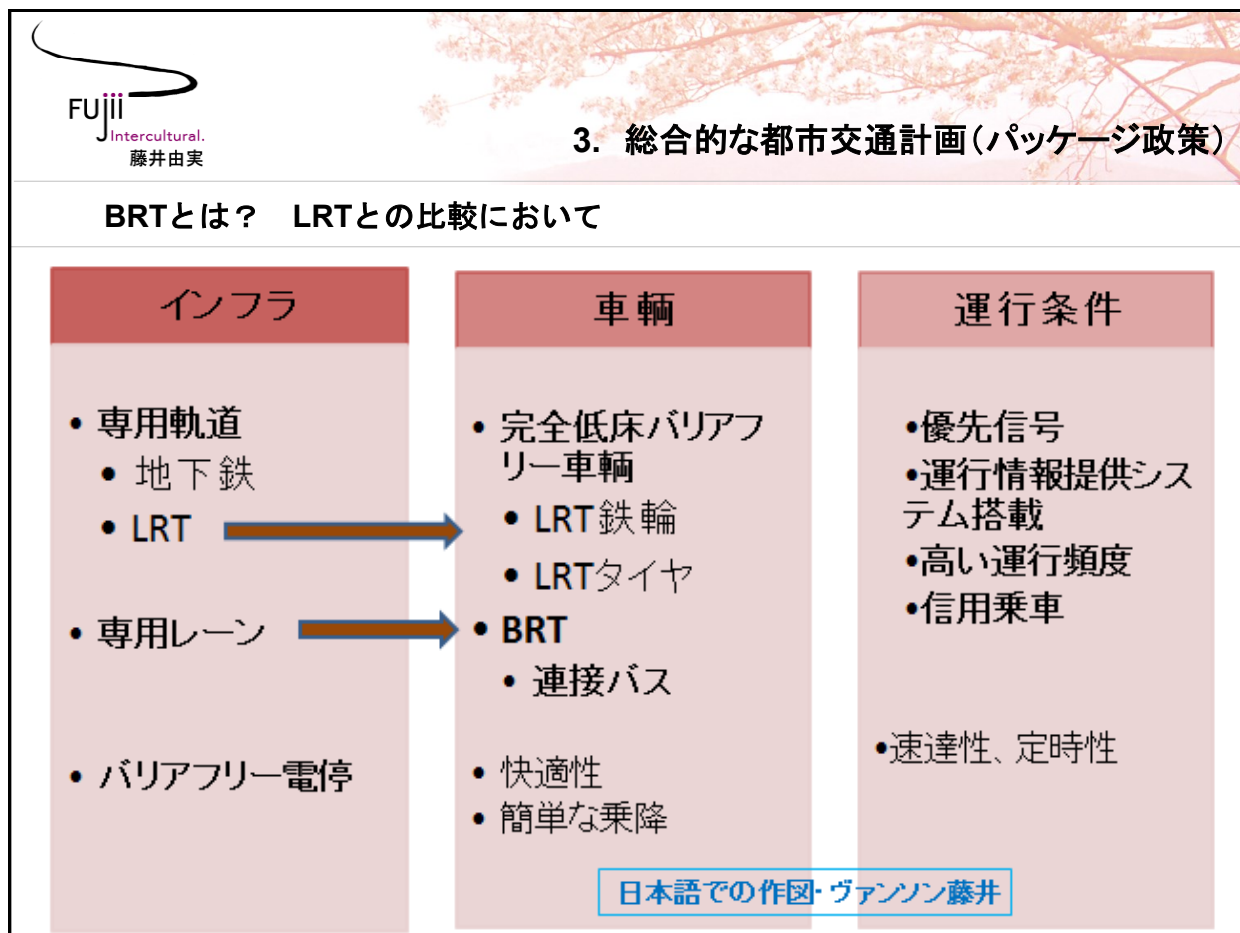 FUjiii
Intercultural.
藤井由実
3. 総合的な都市交通計画(パッケージ政策)
BRTとは? LRTとの比較において
インフラ
• 専用軌道
• 地下鉄
• LRT
• 専用レーン
• バリアフリー電停
車輌
• 完全低床バリアフ
リー車輌
• LRT鉄輪
• LRTタイヤ
• BRT
• 連接バス
• 快適性
• 簡単な乗降
運行条件
•優先信号
•運行情報提供シス
テム搭載
•高い運行頻度
•信用乗車
•速達性、定時性
日本語での作図・ヴァンソン藤井